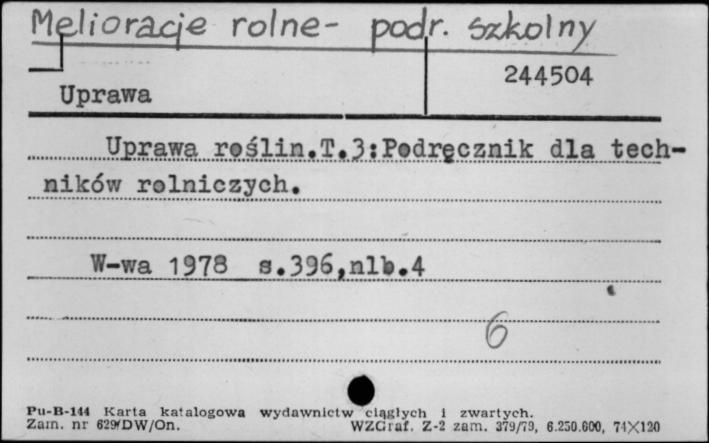 Melioracje rolne - podr. szkolny
244504
Uprawa
Uprawa roślin.T.3:Podręcznik dla tech-
ników rolniczych.
W-wa 1978 s.396,nlb.4
6
Pu-B-144 Karta katalogowa wydawnictw ciągłych i zwartych.
Zam. nr 629/DW/On. WZGraf. Z-2 zam. 379/79, 6.250.600, 74X120